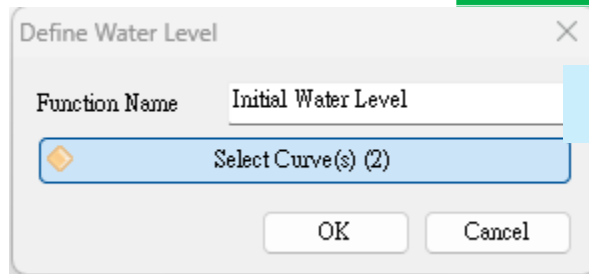 Define Water Level
Function Name Initial Water Level
Select Curve(s) (2)
OK Cancel